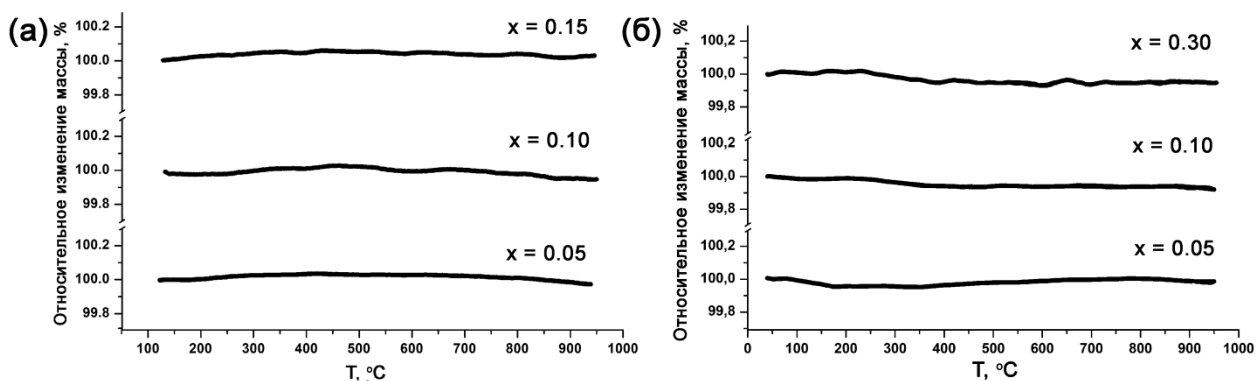 (а)
Относительное изменение массы, %
100.2
100.0
99.8
100.2
100.0
99.8
100.2
100.0
99.8
x = 0.15
x = 0.10
x = 0.05
100 200 300 400 500 600 700 800 900 1000
T, °C
(б)
Относительное изменение массы, %
100,2
100,0
99,8
100,2
100,0
99,8
100,2
100,0
99,8
x = 0.30
x = 0.10
x = 0.05
0 100 200 300 400 500 600 700 800 900 1000
T, °C